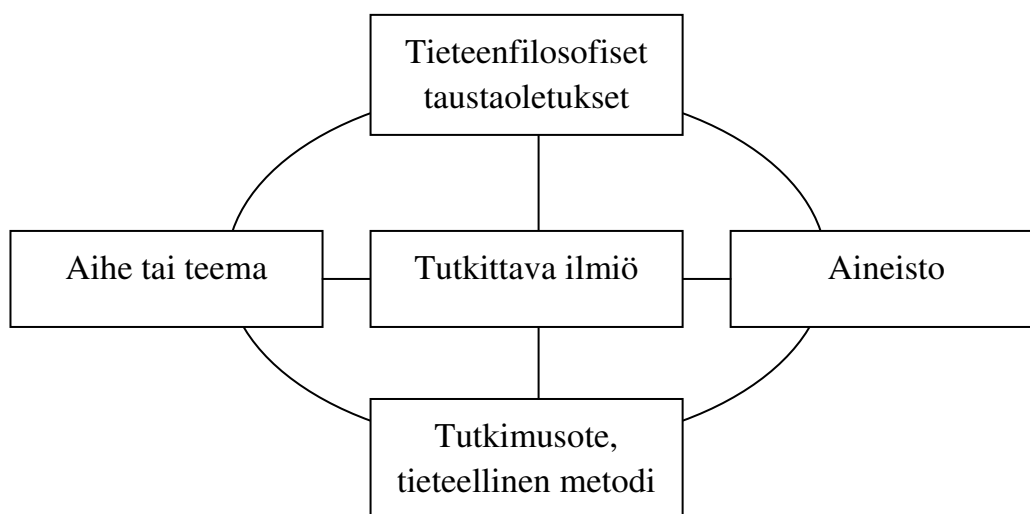 Tieteenfilosofiset
taustaoletukset
Aihe tai teema
Tutkittava ilmiö
Aineisto
Tutkimusote,
tieteellinen metodi